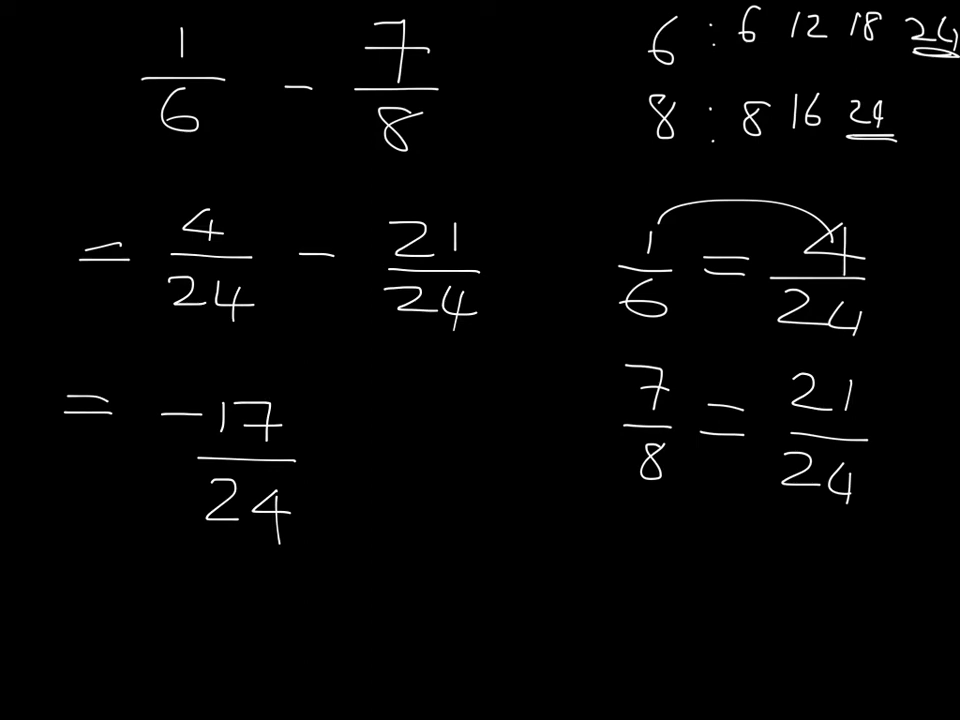 1/6 - 7/8
= 4/24 - 21/24
= -17/24
6 : 6 12 18 24
8 : 8 16 24
1/6 = 4/24
7/8 = 21/24